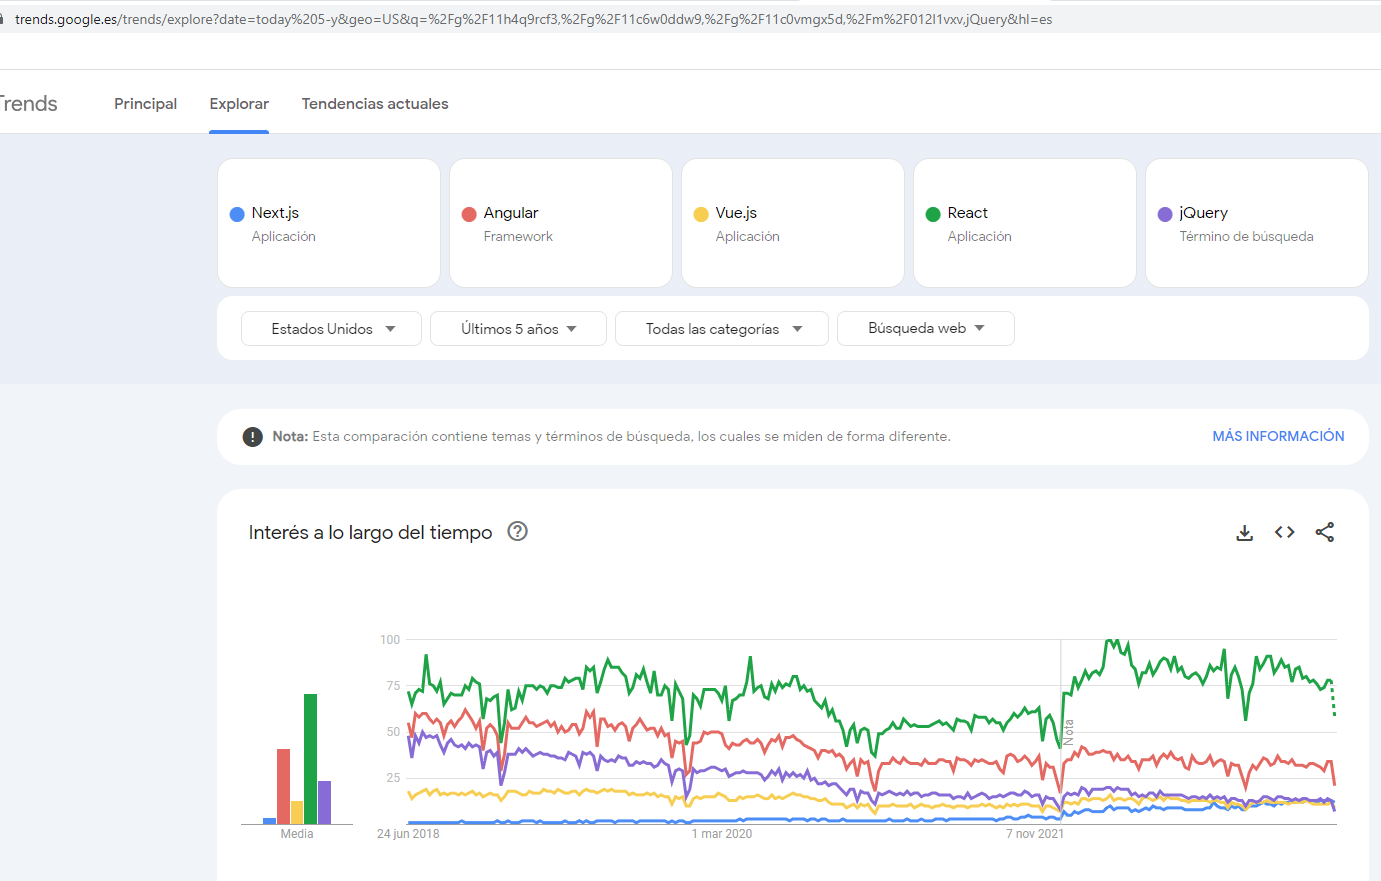 trends.google.es/trends/explore?date=today%205-y&geo=US&q=%2Fg%2F11h4q9rcf3,%2Fg%2F11c6w0ddw9,%2Fg%2F11c0vmgx5d,%2Fm%2F012l1vxv,jQuery&hl=es
Trends Principal Explorar Tendencias actuales
Next.js
Aplicación
Angular
Framework
Vue.js
Aplicación
React
Aplicación
jQuery
Término de búsqueda
Estados Unidos Últimos 5 años Todas las categorías Búsqueda web
! Nota: Esta comparación contiene temas y términos de búsqueda, los cuales se miden de forma diferente. MÁS INFORMACIÓN
Interés a lo largo del tiempo ?
100
75
50
25
Nota
Media
24 jun 2018 1 mar 2020 7 nov 2021